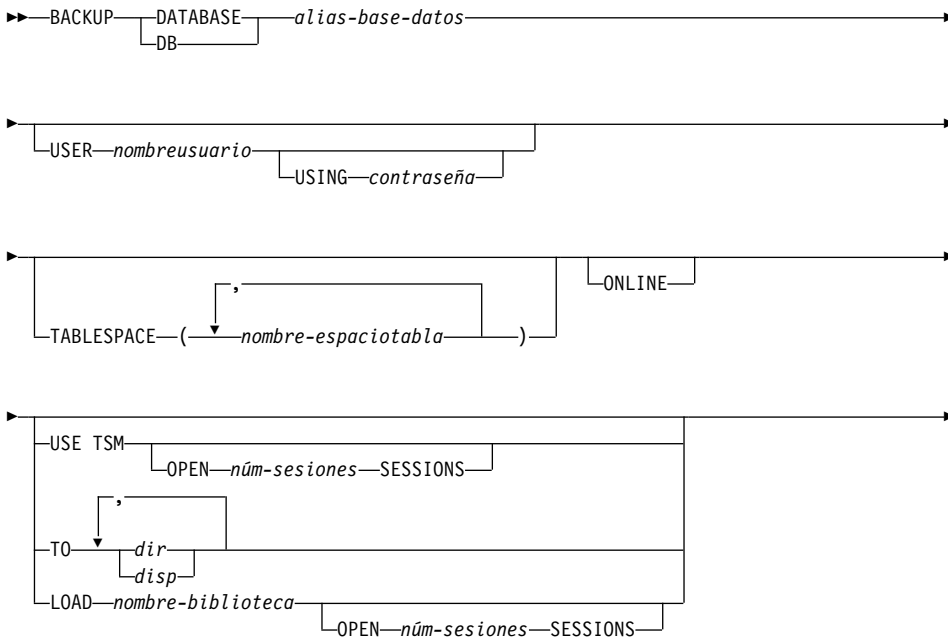 BACKUP DATABASE alias-base-datos
DB
USER nombreusuario
USING contraseña
,
ONLINE
TABLESPACE ( nombre-espaciotabla )
USE TSM
OPEN núm-sesiones SESSIONS
,
TO dir
disp
LOAD nombre-biblioteca
OPEN núm-sesiones SESSIONS